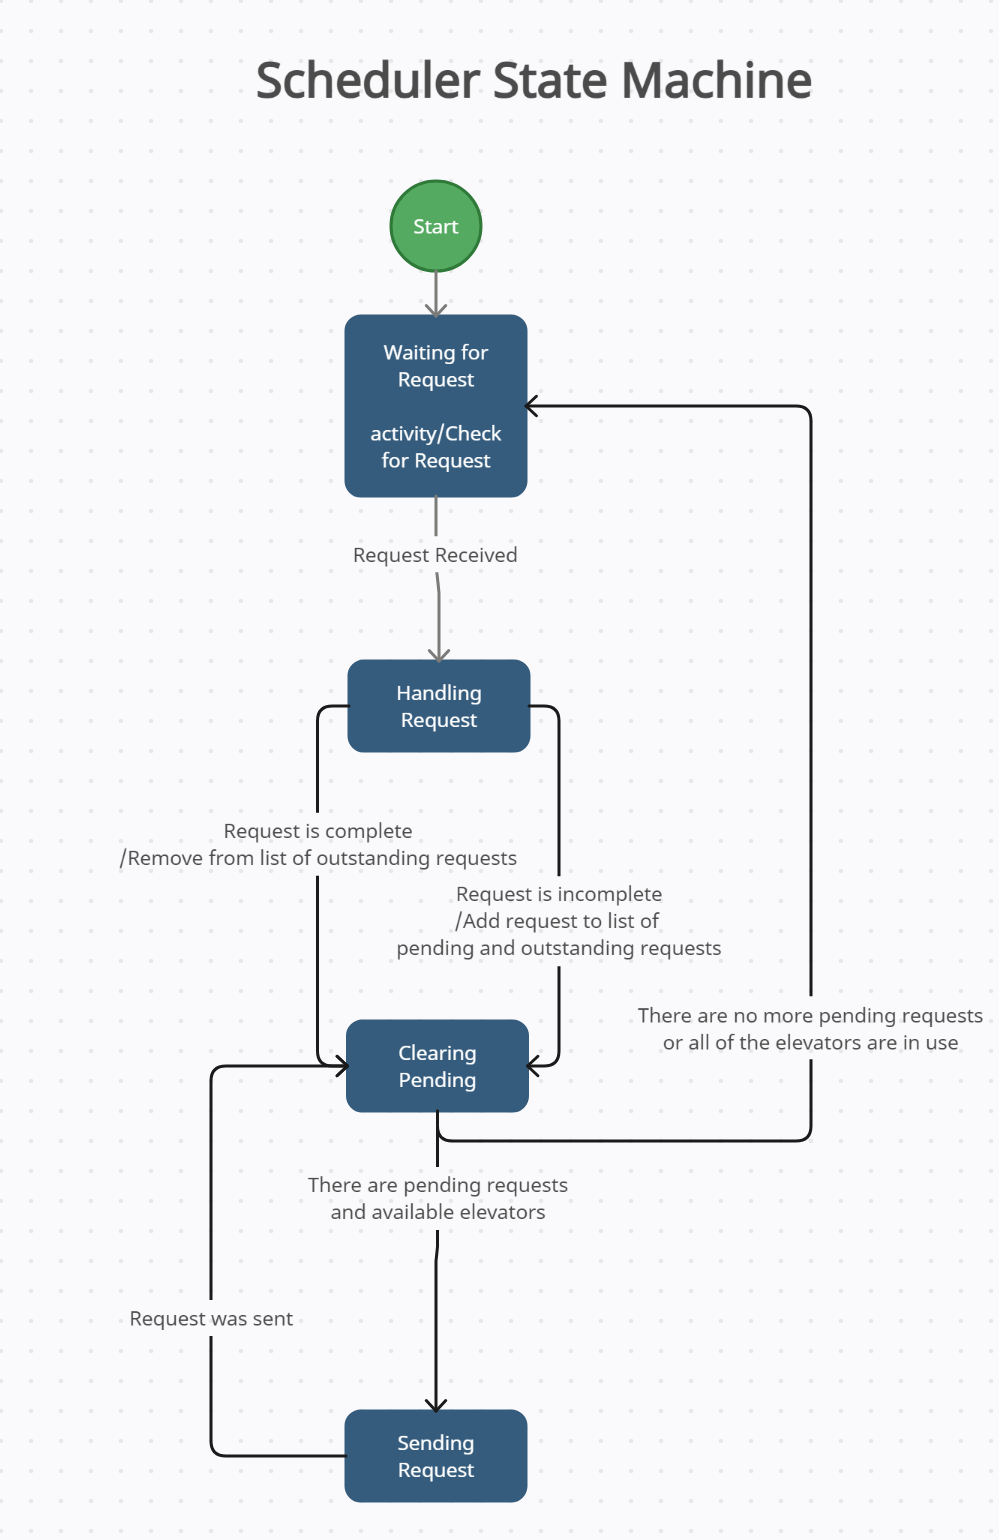 Scheduler State Machine
Start
Waiting for
Request
activity/Check
for Request
Request Received
Handling
Request
Request is complete
/Remove from list of outstanding requests
Request is incomplete
/Add request to list of
pending and outstanding requests
There are no more pending requests
or all of the elevators are in use
Clearing
Pending
There are pending requests
and available elevators
Request was sent
Sending
Request